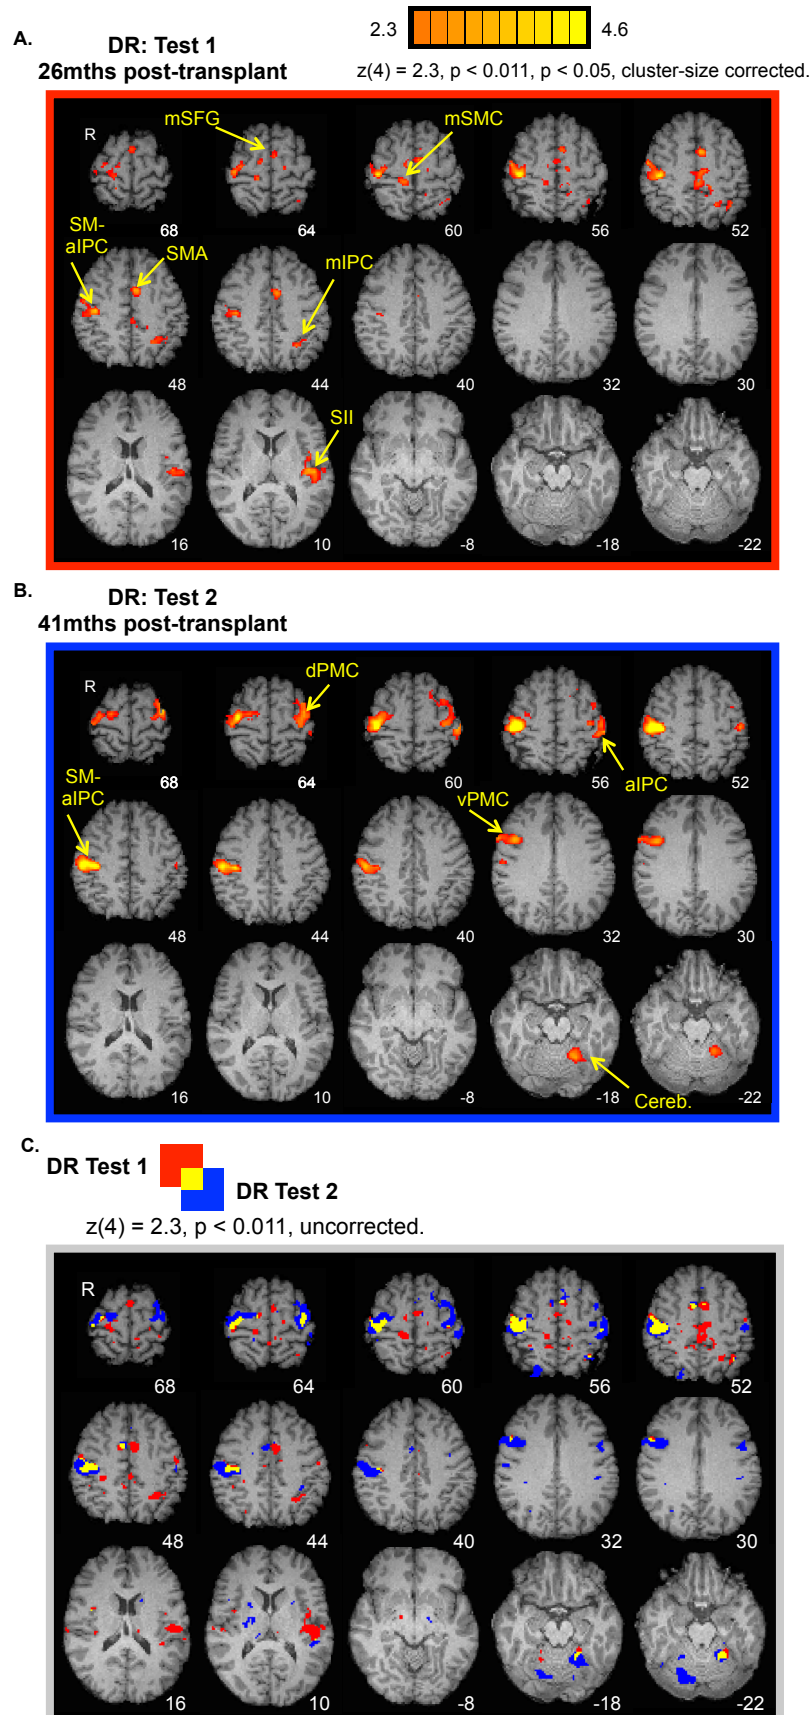 A.
DR: Test 1
26mths post-transplant
2.3 4.6
z(4) = 2.3, p < 0.011, p < 0.05, cluster-size corrected.
R
mSFG
mSMC
68 64 60 56 52
SM-
aIPC
SMA
mIPC
48 44 40 32 30
SII
16 10 -8 -18 -22
B.
DR: Test 2
41mths post-transplant
R
dPMC
68 64 60 56 52
SM-
aIPC
vPMC
aIPC
48 44 40 32 30
Cereb.
16 10 -8 -18 -22
C.
DR Test 1
DR Test 2
z(4) = 2.3, p < 0.011, uncorrected.
R
68 64 60 56 52
48 44 40 32 30
16 10 -8 -18 -22